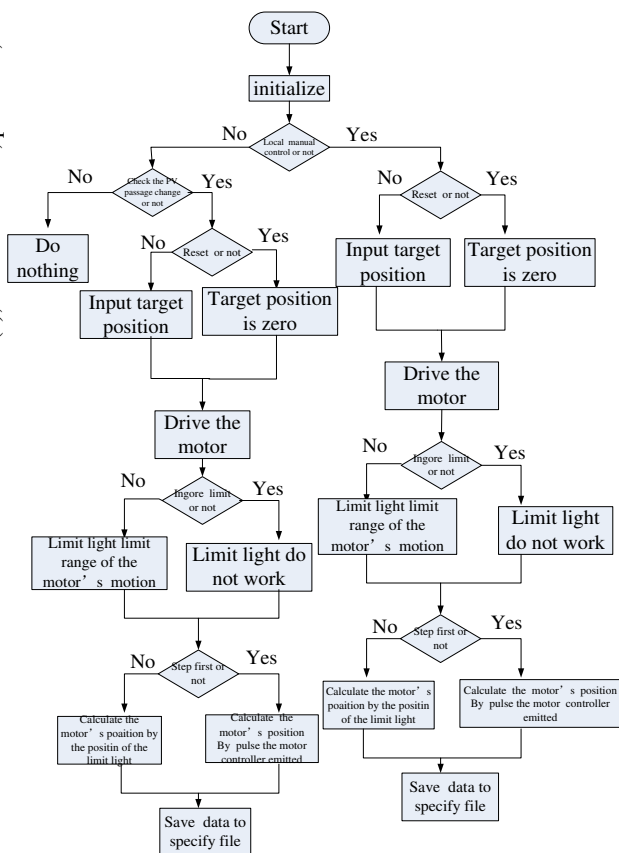 Start
initialize
No
Local manual
control or not
Yes
No
Check the PV
passage change
or not
Yes
No
Reset or not
Yes
Do
nothing
No
Reset or not
Yes
Input target
position
Target position
is zero
Input target
position
Target position
is zero
Drive the
motor
Drive the
motor
No
Ingore limit
or not
Yes
No
Ingore limit
or not
Yes
Limit light limit
range of the
motor's motion
Limit light
do not work
Limit light limit
range of the
motor's motion
Limit light do
not work
No
Step first or
not
Yes
No
Step first or
not
Yes
Calculate the motor's
poaition by the positin
of the limit light
Calculate the motor's position
By pulse the motor controller
emitted
Calculate the
motor's poaition by
the positin of the
limit light
Calculate the
motor's position
By pulse the motor
controller emitted
Save data to
specify file
Save data to
specify file